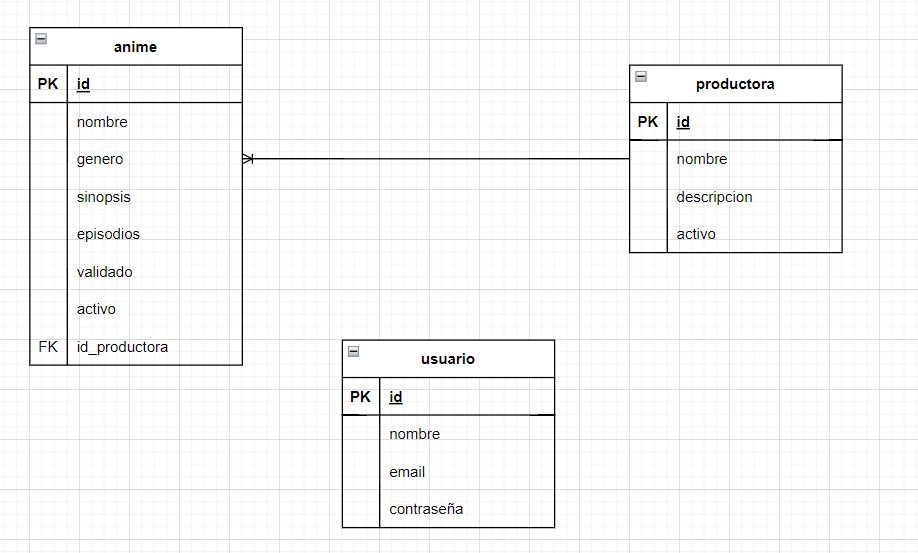 anime
PK id
nombre
genero
sinopsis
episodios
validado
activo
FK id_productora
productora
PK id
nombre
descripcion
activo
usuario
PK id
nombre
email
contraseña